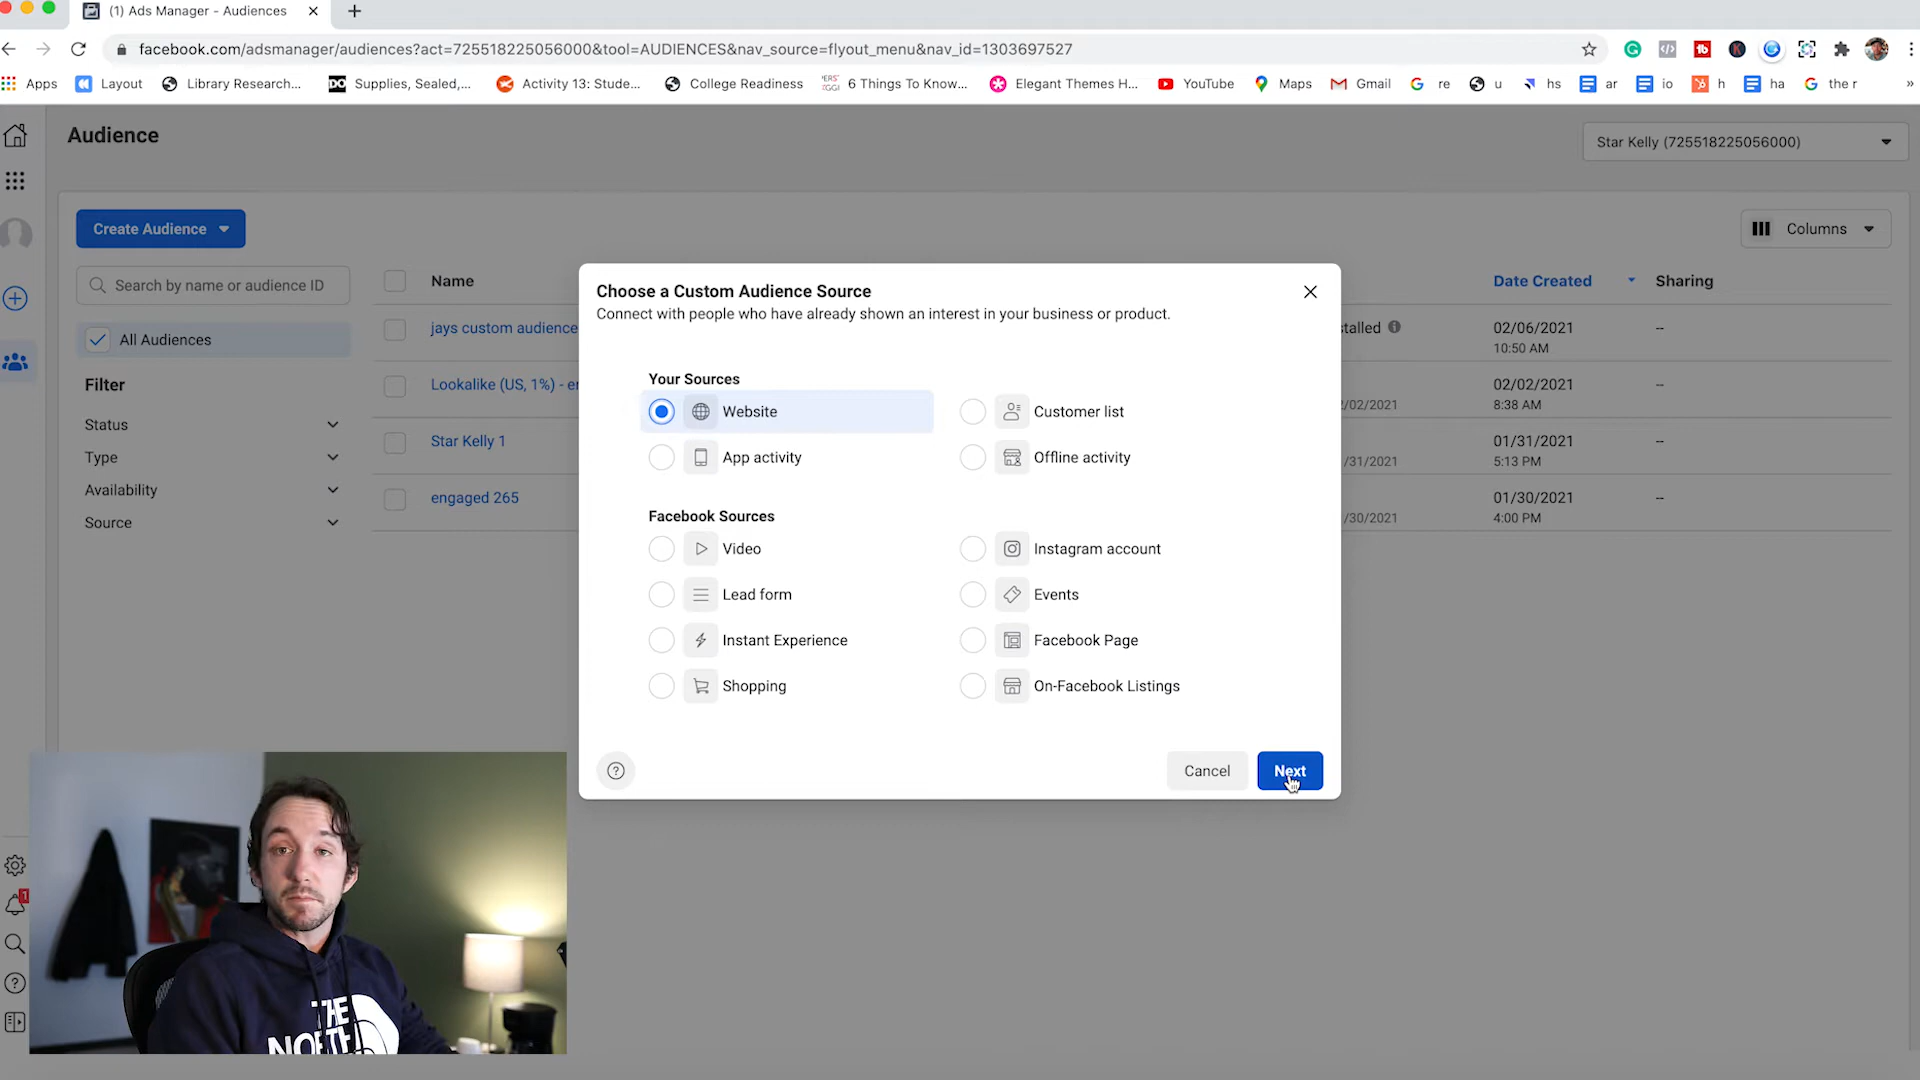 (1) Ads Manager - Audiences
facebook.com/adsmanager/audiences?act=725518225056000&tool=AUDIENCES&nav_source=flyout_menu&nav_id=1303697527
Apps Layout Library Research... DO Supplies, Sealed,... Activity 13: Stude... College Readiness 6 Things To Know... Elegant Themes H... YouTube Maps Gmail re u hs ar io h ha the r »
Audience
Star Kelly (725518225056000)
Create Audience
Columns
Search by name or audience ID
Name
Date Created
Sharing
All Audiences
jays custom audience
stalled
02/06/2021
10:50 AM
--
Filter
Lookalike (US, 1%) - e
/02/2021
02/02/2021
8:38 AM
--
Status
Star Kelly 1
/31/2021
01/31/2021
5:13 PM
--
Type
Availability
engaged 265
/30/2021
01/30/2021
4:00 PM
--
Source
Choose a Custom Audience Source
Connect with people who have already shown an interest in your business or product.
Your Sources
Website
Customer list
App activity
Offline activity
Facebook Sources
Video
Instagram account
Lead form
Events
Instant Experience
Facebook Page
Shopping
On-Facebook Listings
Cancel
Next
1
THE
NORTH